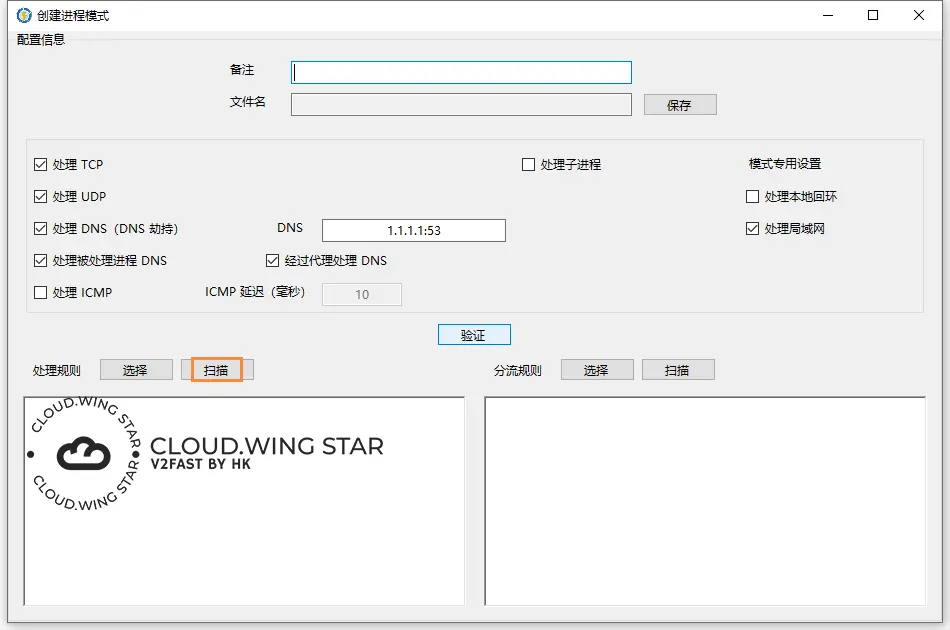 创建进程模式
配置信息
备注
文件名
保存
处理 TCP
处理子进程
模式专用设置
处理 UDP
处理本地回环
处理 DNS（DNS 劫持）
DNS
1.1.1.1:53
处理局域网
处理被处理进程 DNS
经过代理处理 DNS
处理 ICMP
ICMP 延迟（毫秒）
10
验证
处理规则
选择
扫描
分流规则
选择
扫描
CLOUD.WING STAR
CLOUD.WING STAR
V2FAST BY HK
CLOUD.WING STAR